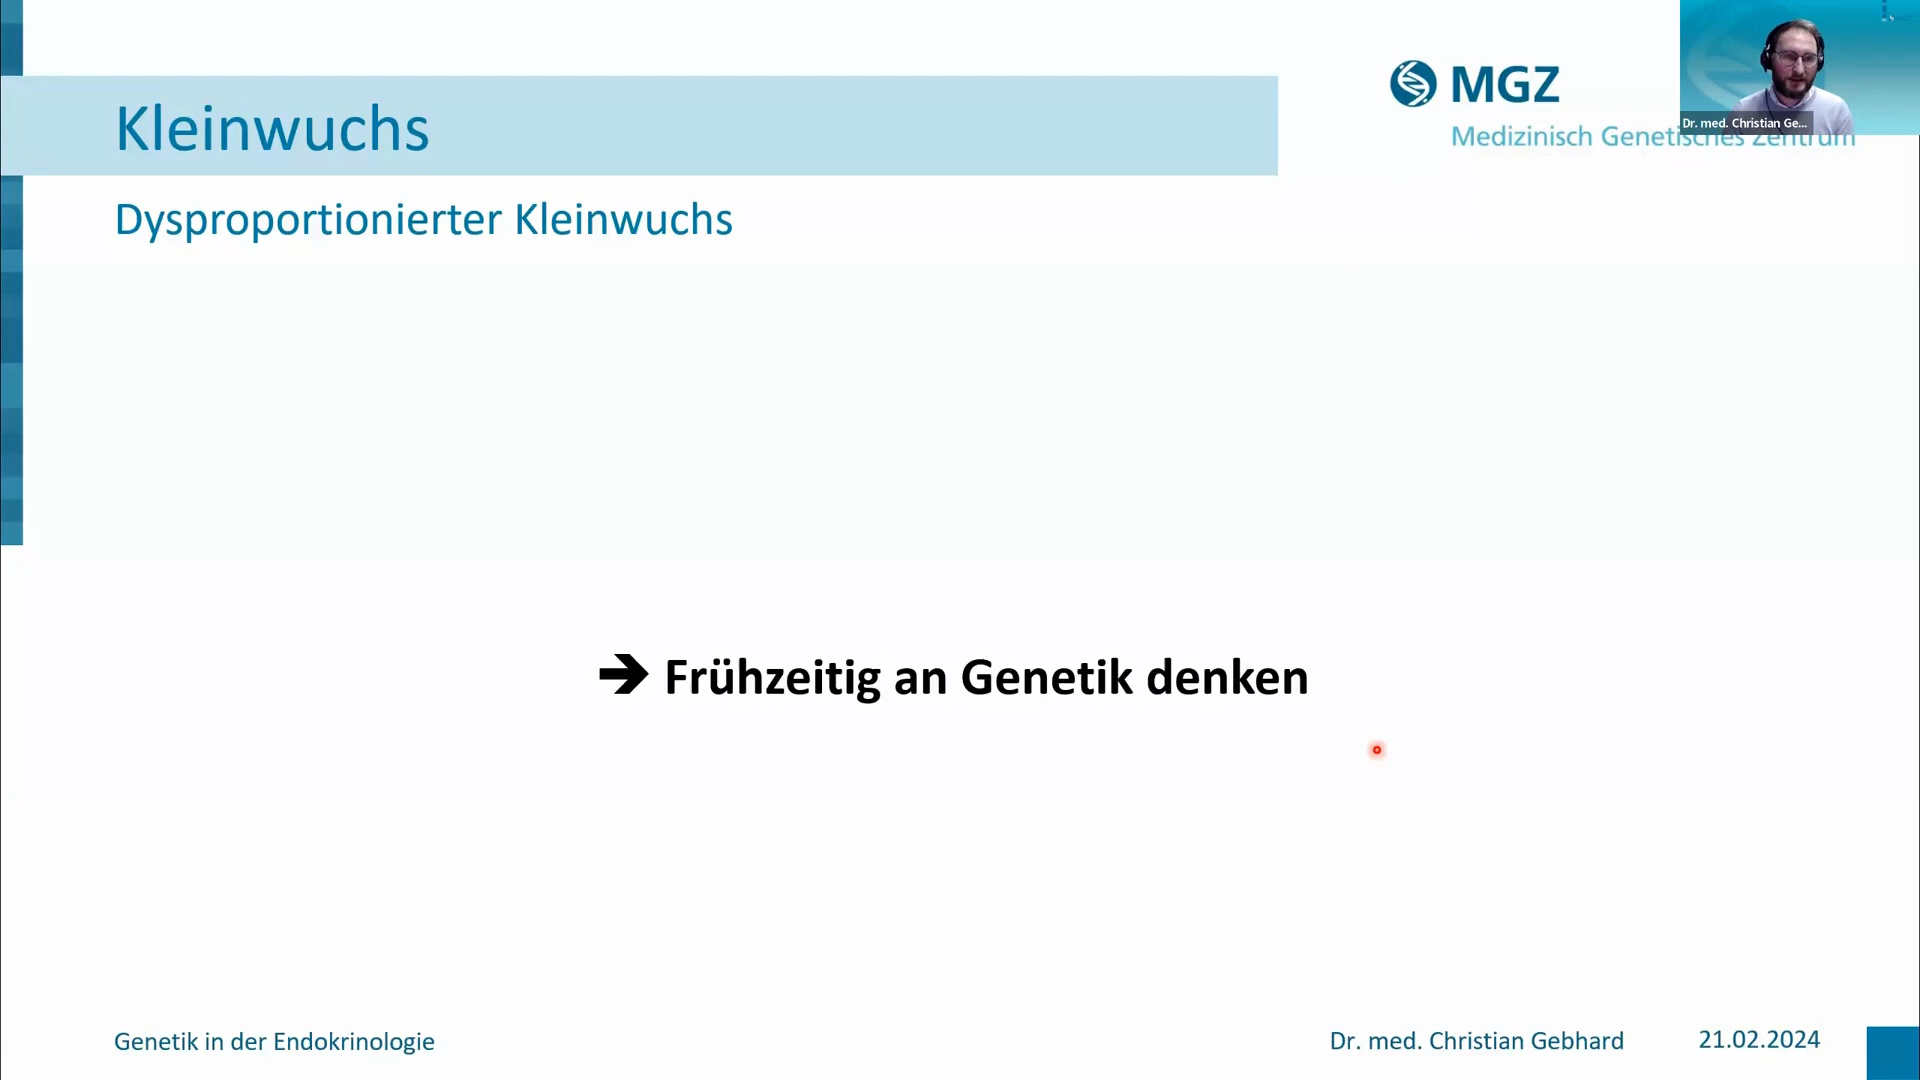 Kleinwuchs
MGZ
Medizinisch Genetisches Zentrum
Dr. med. Christian Ge...
Dysproportionierter Kleinwuchs
➔ Frühzeitig an Genetik denken
Genetik in der Endokrinologie
Dr. med. Christian Gebhard
21.02.2024